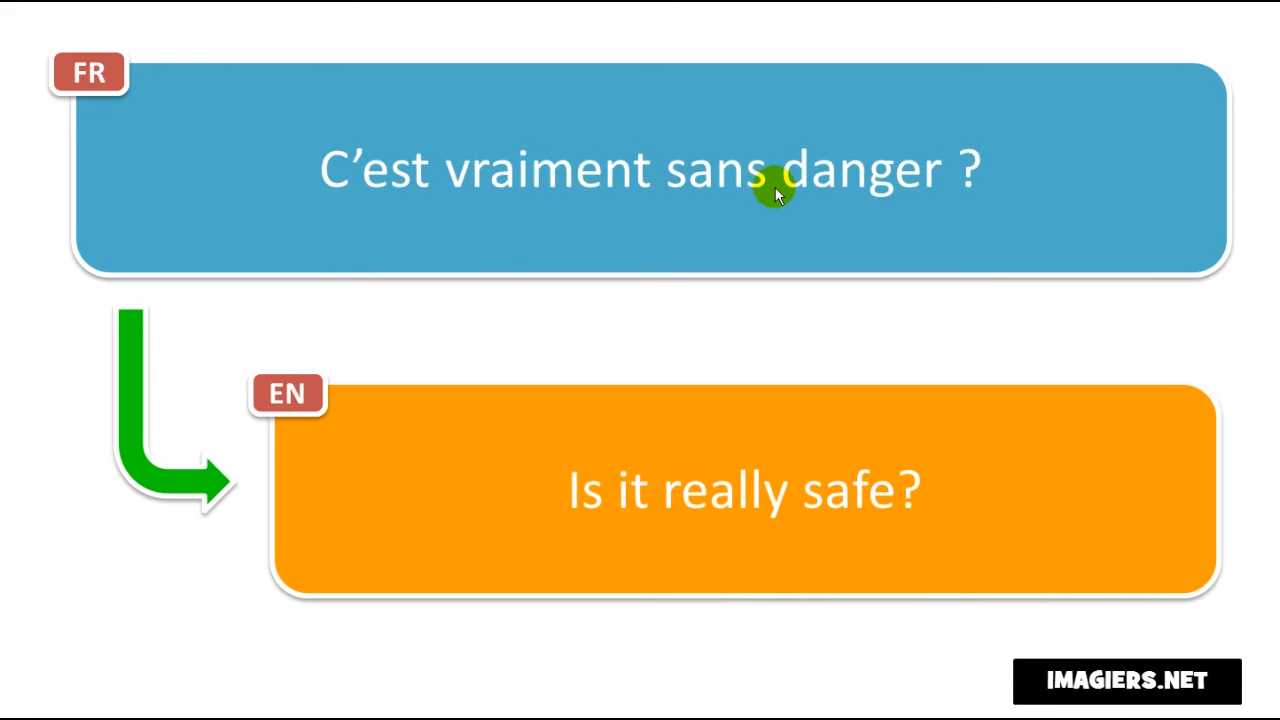 FR
C’est vraiment sans danger ?
EN
Is it really safe?
IMAGIERS.NET